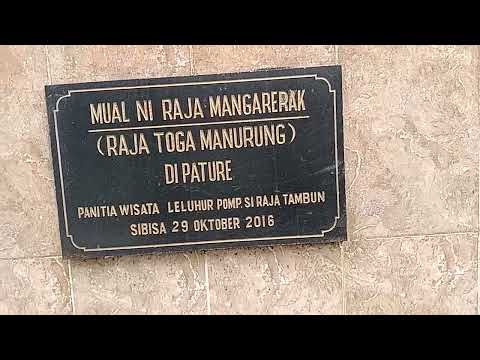 MUAL NI RAJA MANGARERAK
(RAJA TOGA MANURUNG)
DI PATURE
PANITIA WISATA LELUHUR POMP. SI RAJA TAMBUN
SIBISA 29 OKTOBER 2016